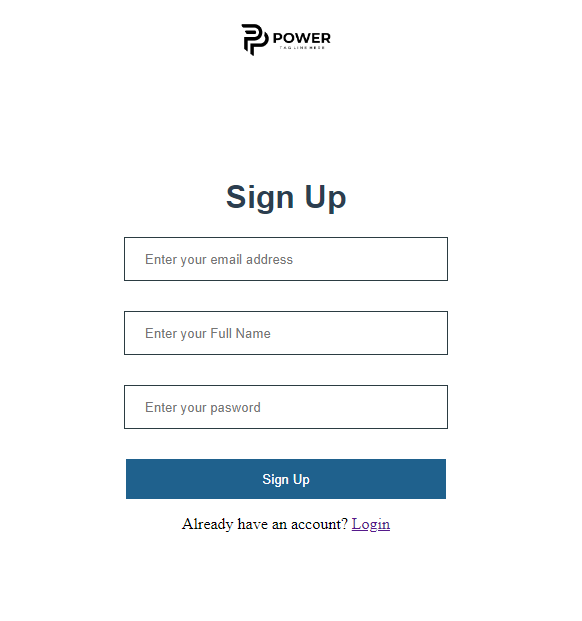 POWER
TAG LINE HERE
Sign Up
Enter your email address
Enter your Full Name
Enter your pasword
Sign Up
Already have an account? Login